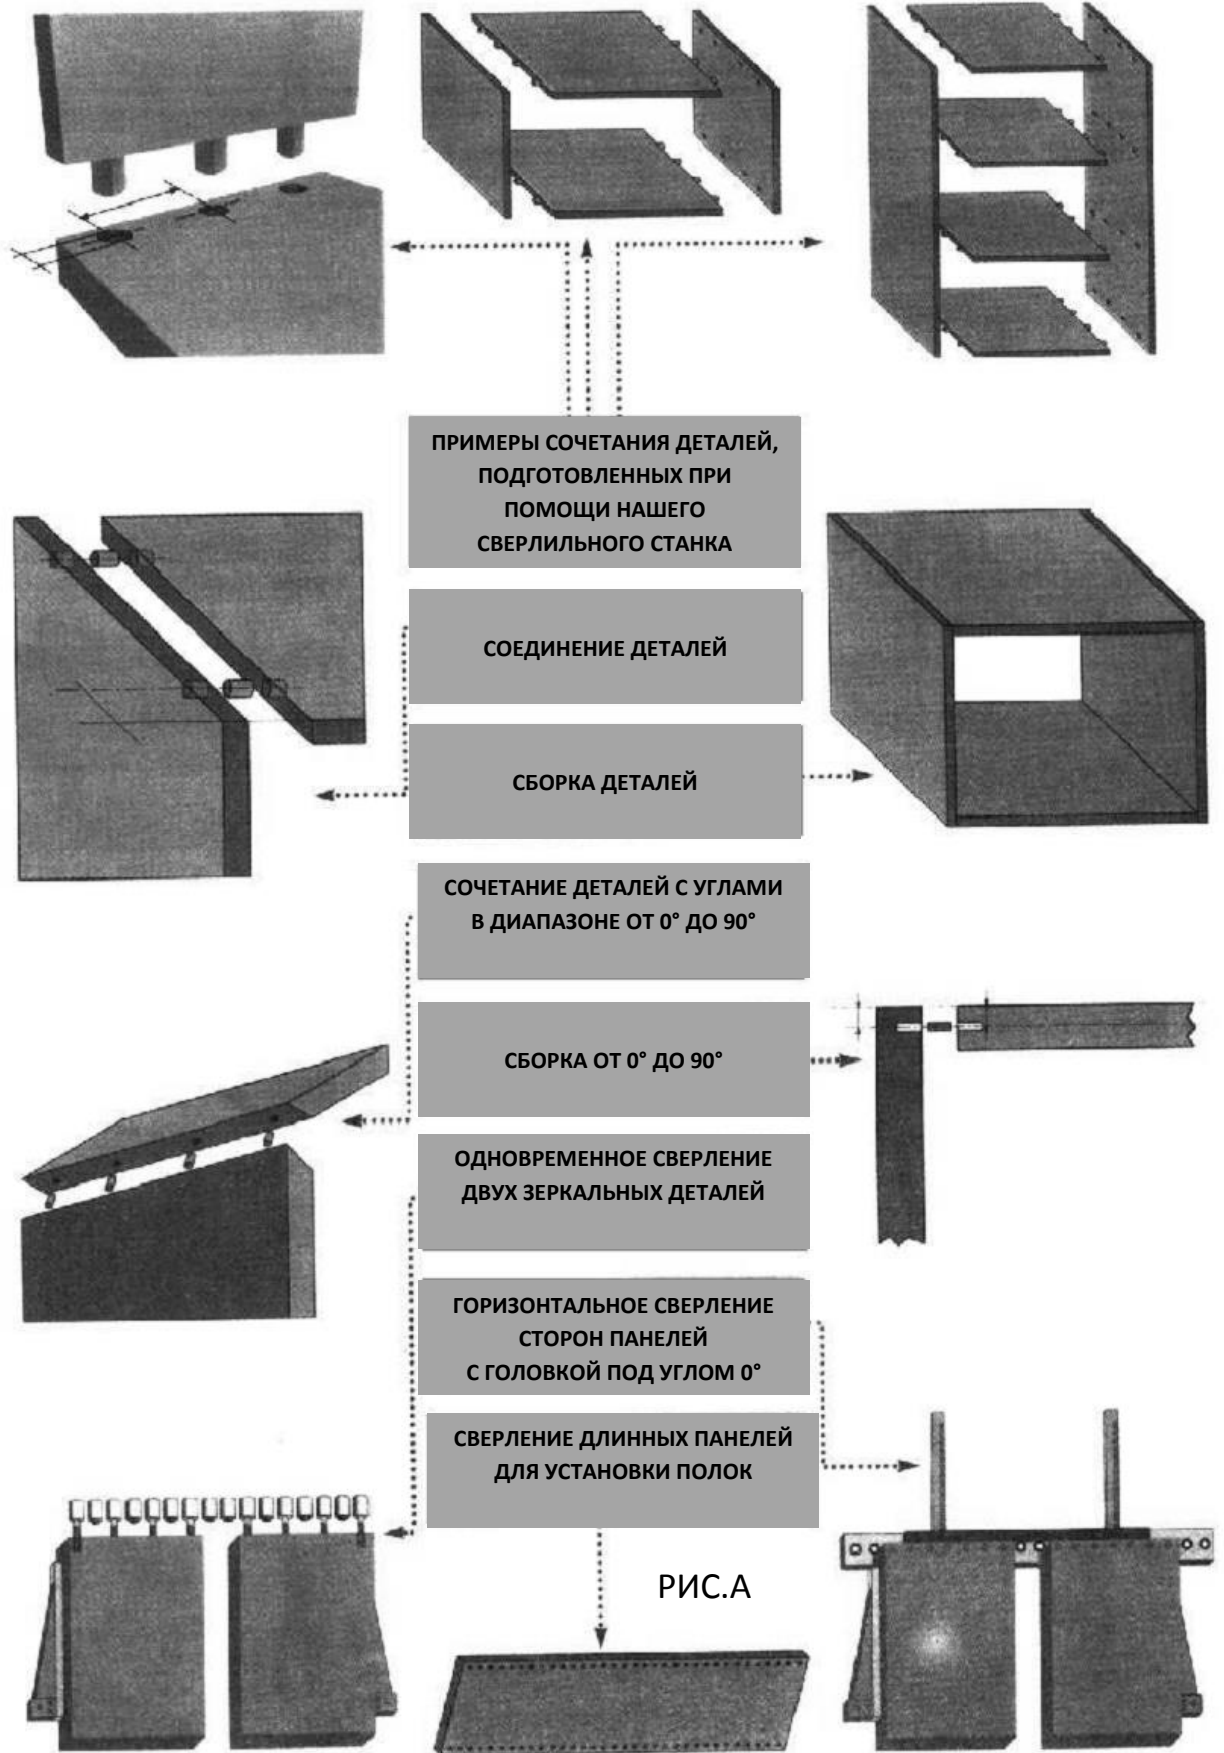 ПРИМЕРЫ СОЧЕТАНИЯ ДЕТАЛЕЙ,
ПОДГОТОВЛЕННЫХ ПРИ
ПОМОЩИ НАШЕГО
СВЕРЛИЛЬНОГО СТАНКА
СОЕДИНЕНИЕ ДЕТАЛЕЙ
СБОРКА ДЕТАЛЕЙ
СОЧЕТАНИЕ ДЕТАЛЕЙ С УГЛАМИ
В ДИАПАЗОНЕ ОТ 0° ДО 90°
СБОРКА ОТ 0° ДО 90°
ОДНОВРЕМЕННОЕ СВЕРЛЕНИЕ
ДВУХ ЗЕРКАЛЬНЫХ ДЕТАЛЕЙ
ГОРИЗОНТАЛЬНОЕ СВЕРЛЕНИЕ
СТОРОН ПАНЕЛЕЙ
С ГОЛОВКОЙ ПОД УГЛОМ 0°
СВЕРЛЕНИЕ ДЛИННЫХ ПАНЕЛЕЙ
ДЛЯ УСТАНОВКИ ПОЛОК
РИС.А